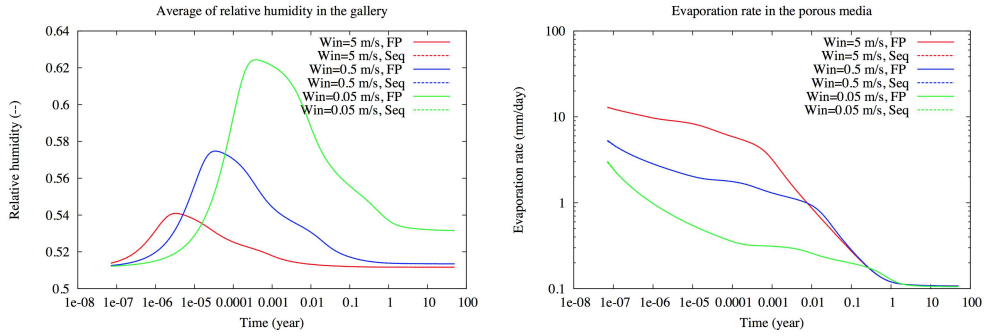 Average of relative humidity in the gallery
0.64
0.62
0.6
0.58
0.56
0.54
0.52
0.5
Relative humidity (--)
Win=5 m/s, FP
Win=5 m/s, Seq
Win=0.5 m/s, FP
Win=0.5 m/s, Seq
Win=0.05 m/s, FP
Win=0.05 m/s, Seq
1e-08 1e-07 1e-06 1e-05 0.0001 0.001 0.01 0.1 1 10 100
Time (year)
Evaporation rate in the porous media
100
10
1
0.1
Evaporation rate (mm/day)
Win=5 m/s, FP
Win=5 m/s, Seq
Win=0.5 m/s, FP
Win=0.5 m/s, Seq
Win=0.05 m/s, FP
Win=0.05 m/s, Seq
1e-08 1e-07 1e-06 1e-05 0.0001 0.001 0.01 0.1 1 10 100
Time (year)